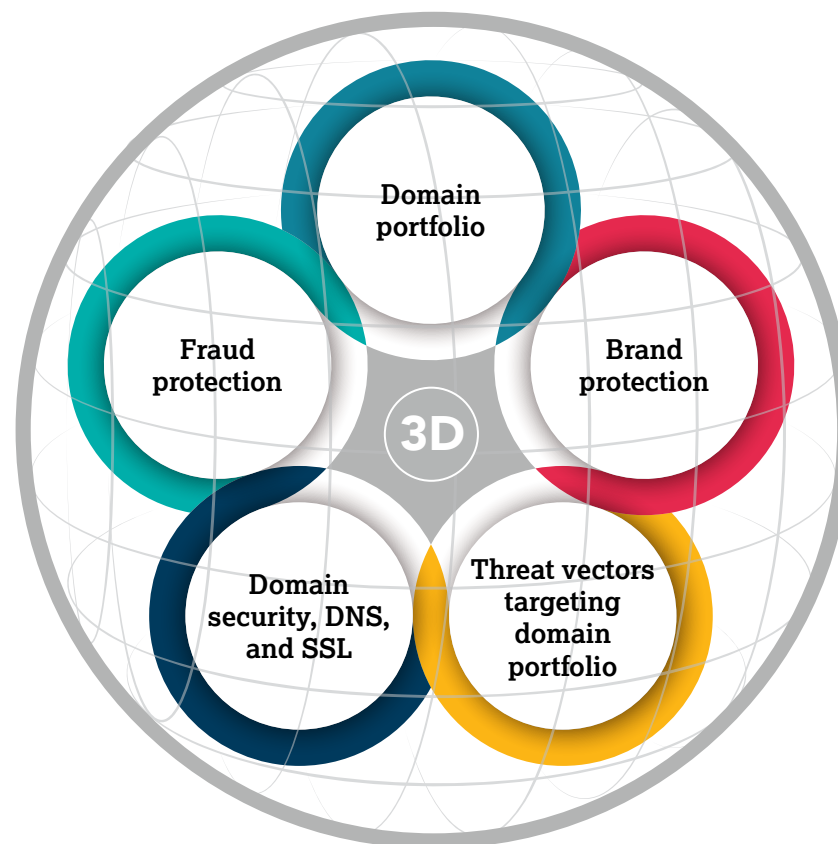 Domain
portfolio
Fraud
protection
Brand
protection
3D
Domain
security, DNS,
and SSL
Threat vectors
targeting
domain
portfolio